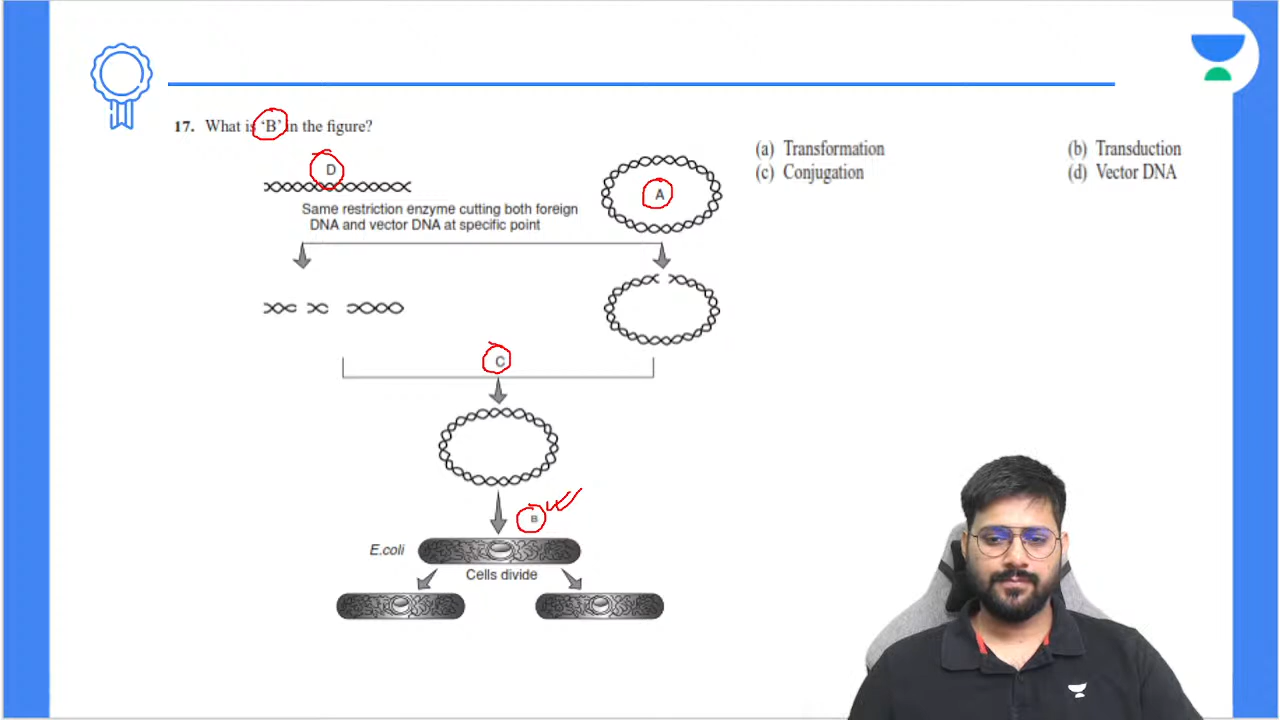 17. What is 'B' in the figure?
(a) Transformation (b) Transduction
(c) Conjugation (d) Vector DNA
D
A
Same restriction enzyme cutting both foreign
DNA and vector DNA at specific point
C
B
E.coli
Cells divide